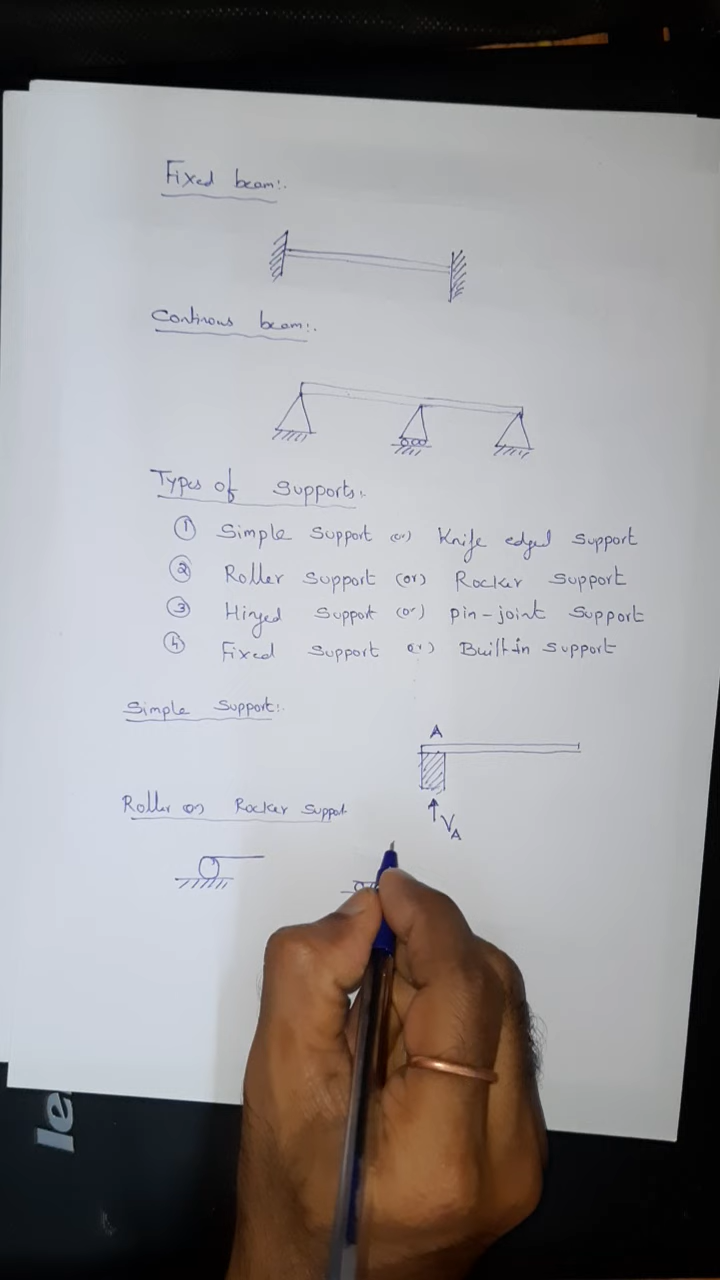 Fixed beam:.
Continous beam:.
Types of Supports:.
① Simple Support (or) Knife edged Support
② Roller Support (or) Rocker Support
③ Hinged Support (or) pin-joint Support
④ Fixed Support (or) Built-in Support
Simple Support:.
A
Roller or Rocker Support
V_A
le